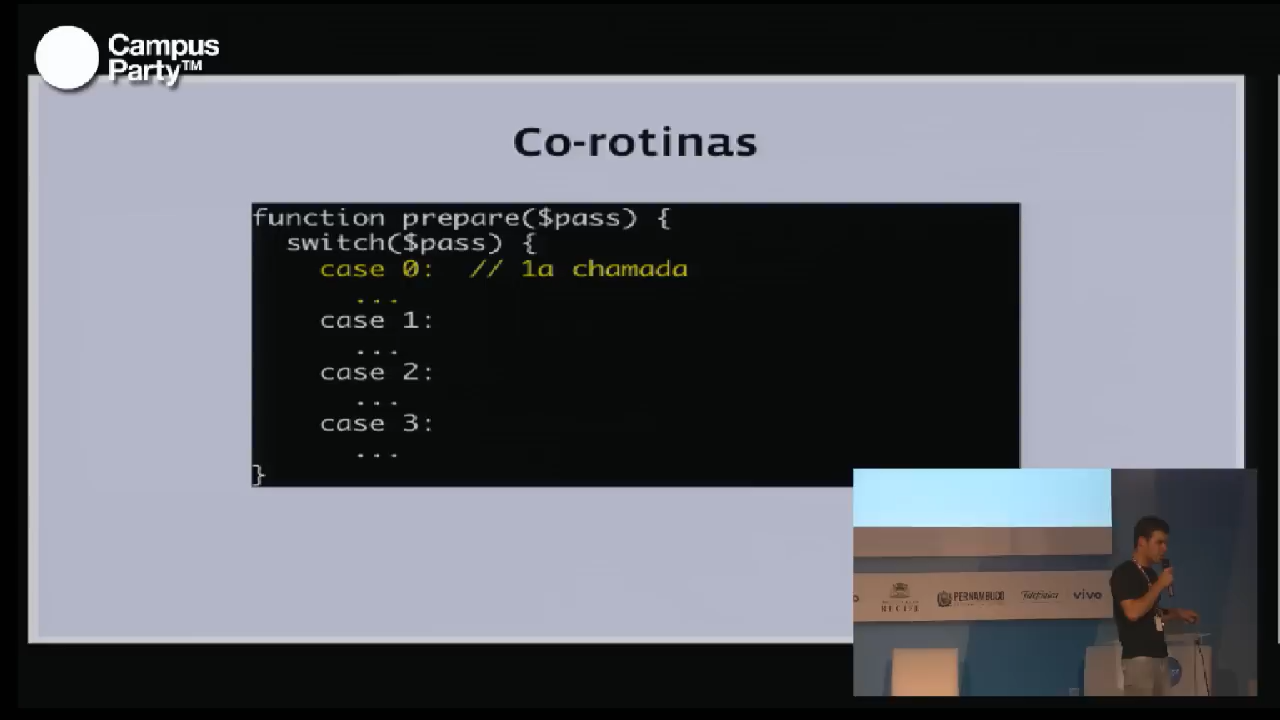 Campus
Party™
Co-rotinas
function prepare($pass) {
switch($pass) {
case 0: // 1a chamada
...
case 1:
...
case 2:
...
case 3:
...
}
RECIFE
PERNAMBUCO
Telefónica
vivo